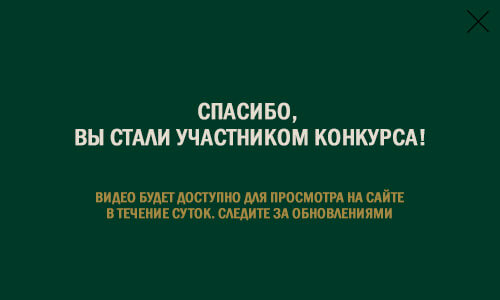 СПАСИБО,
ВЫ СТАЛИ УЧАСТНИКОМ КОНКУРСА!
ВИДЕО БУДЕТ ДОСТУПНО ДЛЯ ПРОСМОТРА НА САЙТЕ
В ТЕЧЕНИЕ СУТОК. СЛЕДИТЕ ЗА ОБНОВЛЕНИЯМИ